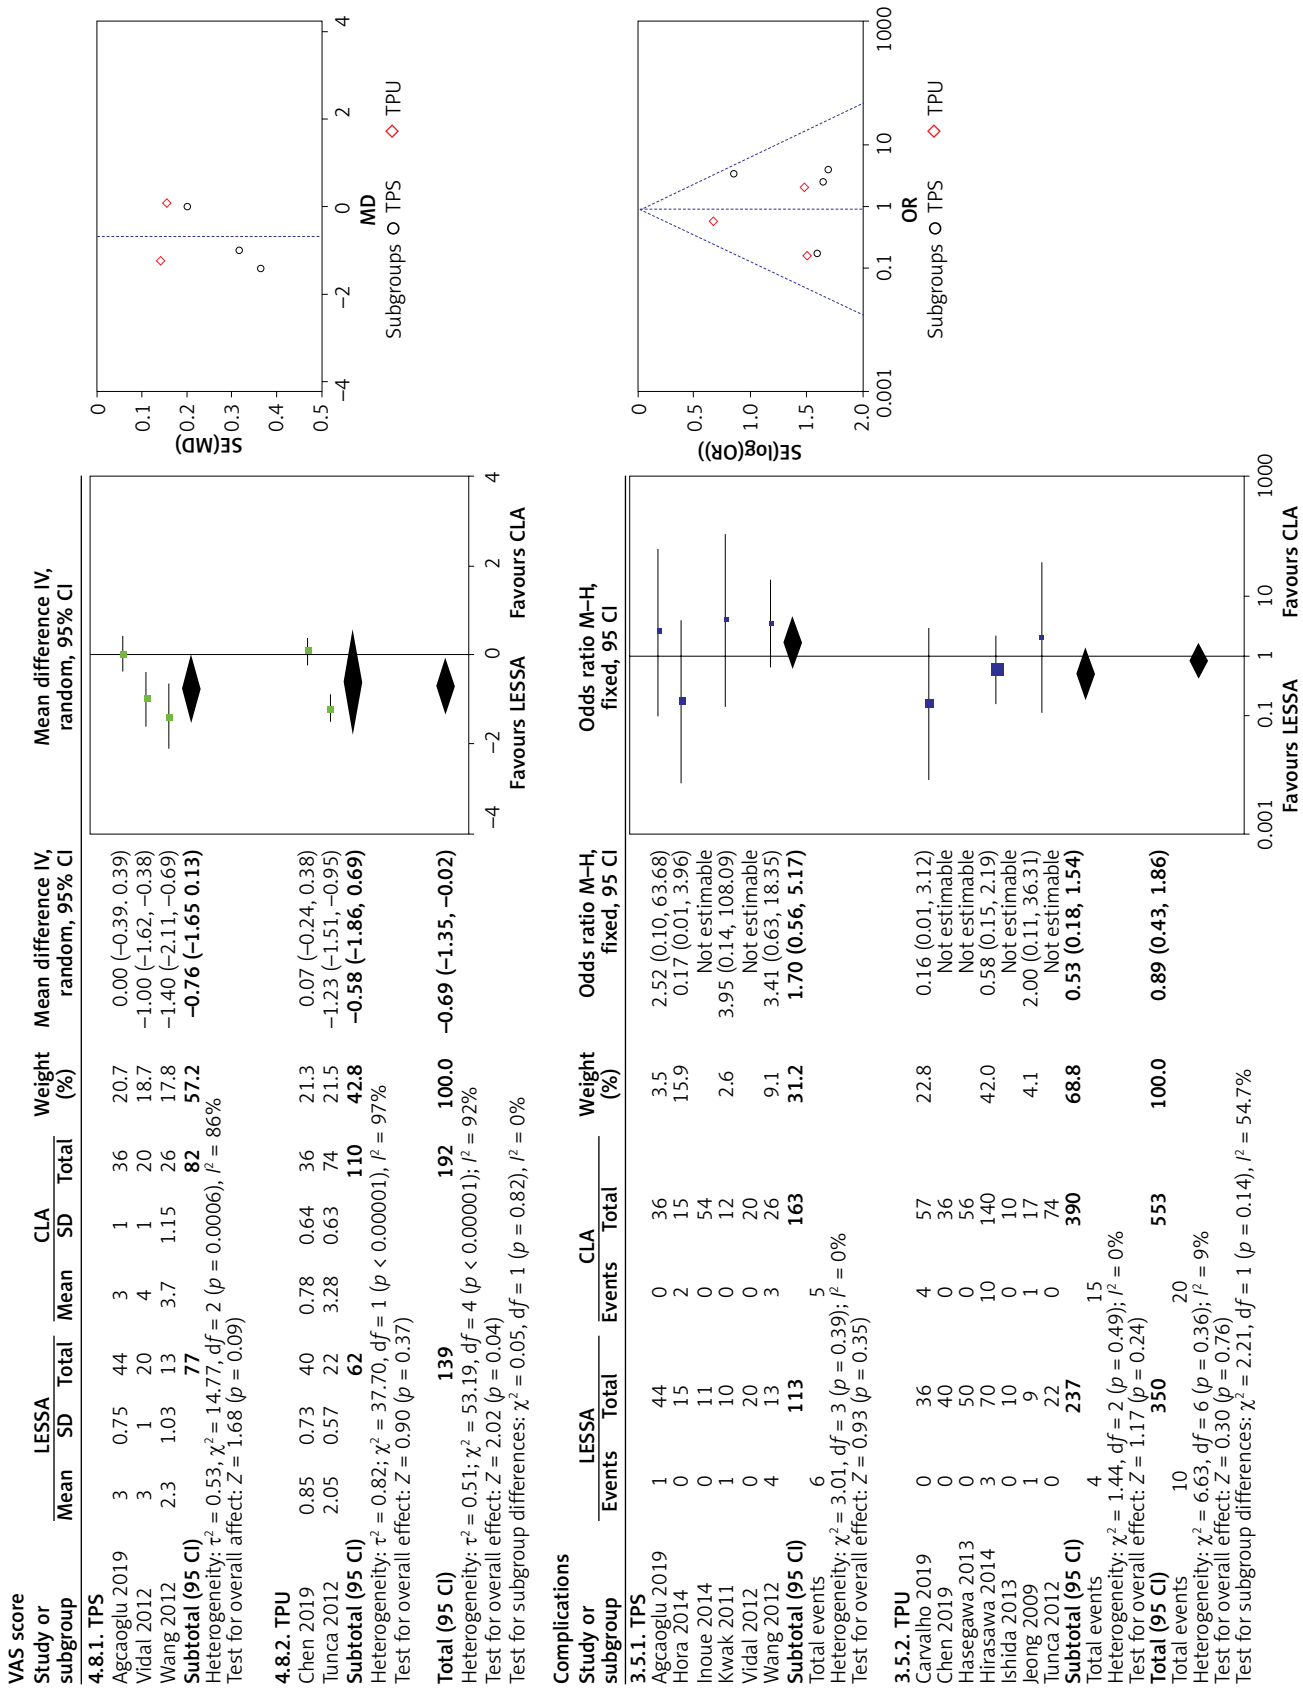 VAS score
Study or subgroup LESSA CLA Weight (%) Mean difference IV, random, 95% CI Mean difference IV, random, 95% CI
Mean SD Total Mean SD Total
4.8.1. TPS
Agcaoglu 2019 3 0.75 44 3 1 36 20.7 0.00 (−0.39. 0.39)
Vidal 2012 3 1 20 4 1 20 18.7 −1.00 (−1.62, −0.38)
Wang 2012 2.3 1.03 13 3.7 1.15 26 17.8 −1.40 (−2.11, −0.69)
Subtotal (95 CI) 77 82 57.2 −0.76 (−1.65 0.13)
Heterogeneity: τ² = 0.53, χ² = 14.77, df = 2 (p = 0.0006), I² = 86%
Test for overall affect: Z = 1.68 (p = 0.09)
4.8.2. TPU
Chen 2019 0.85 0.73 40 0.78 0.64 36 21.3 0.07 (−0.24, 0.38)
Tunca 2012 2.05 0.57 22 3.28 0.63 74 21.5 −1.23 (−1.51, −0.95)
Subtotal (95 CI) 62 110 42.8 −0.58 (−1.86, 0.69)
Heterogeneity: τ² = 0.82; χ² = 37.70, df = 1 (p < 0.00001), I² = 97%
Test for overall effect: Z = 0.90 (p = 0.37)
Total (95 CI) 139 192 100.0 −0.69 (−1.35, −0.02)
Heterogeneity: τ² = 0.51; χ² = 53.19, df = 4 (p < 0.00001); I² = 92%
Test for overall effect: Z = 2.02 (p = 0.04)
Test for subgroup differences: χ² = 0.05, df = 1 (p = 0.82), I² = 0%
−4 −2 0 2 4
Favours LESSA Favours CLA
0
0.1
0.2
0.3
0.4
0.5
SE(MD)
−4 −2 0 2 4
MD
Subgroups TPS TPU
Complications
Study or subgroup LESSA CLA Weight (%) Odds ratio M–H, fixed, 95 CI Odds ratio M–H, fixed, 95 CI
Events Total Events Total
3.5.1. TPS
Agcaoglu 2019 1 44 0 36 3.5 2.52 (0.10, 63.68)
Hora 2014 0 15 2 15 15.9 0.17 (0.01, 3.96)
Inoue 2014 0 11 0 54 Not estimable
Kwak 2011 1 10 0 12 2.6 3.95 (0.14, 108.09)
Vidal 2012 0 20 0 20 Not estimable
Wang 2012 4 13 3 26 9.1 3.41 (0.63, 18.35)
Subtotal (95 CI) 113 163 31.2 1.70 (0.56, 5.17)
Total events 6 5
Heterogeneity: χ² = 3.01, df = 3 (p = 0.39); I² = 0%
Test for overall effect: Z = 0.93 (p = 0.35)
3.5.2. TPU
Carvalho 2019 0 36 4 57 22.8 0.16 (0.01, 3.12)
Chen 2019 0 40 0 36 Not estimable
Hasegawa 2013 0 50 0 56 Not estimable
Hirasawa 2014 3 70 10 140 42.0 0.58 (0.15, 2.19)
Ishida 2013 0 10 0 10 Not estimable
Jeong 2009 1 9 1 17 4.1 2.00 (0.11, 36.31)
Tunca 2012 0 22 0 74 Not estimable
Subtotal (95 CI) 237 390 68.8 0.53 (0.18, 1.54)
Total events 4 15
Heterogeneity: χ² = 1.44, df = 2 (p = 0.49); I² = 0%
Test for overall effect: Z = 1.17 (p = 0.24)
Total (95 CI) 350 553 100.0 0.89 (0.43, 1.86)
Total events 10 20
Heterogeneity: χ² = 6.63, df = 6 (p = 0.36); I² = 9%
Test for overall effect: Z = 0.30 (p = 0.76)
Test for subgroup differences: χ² = 2.21, df = 1 (p = 0.14), I² = 54.7%
0.001 0.1 1 10 1000
Favours LESSA Favours CLA
0
0.5
1.0
1.5
2.0
SE(log(OR))
0.001 0.1 1 10 1000
OR
Subgroups TPS TPU